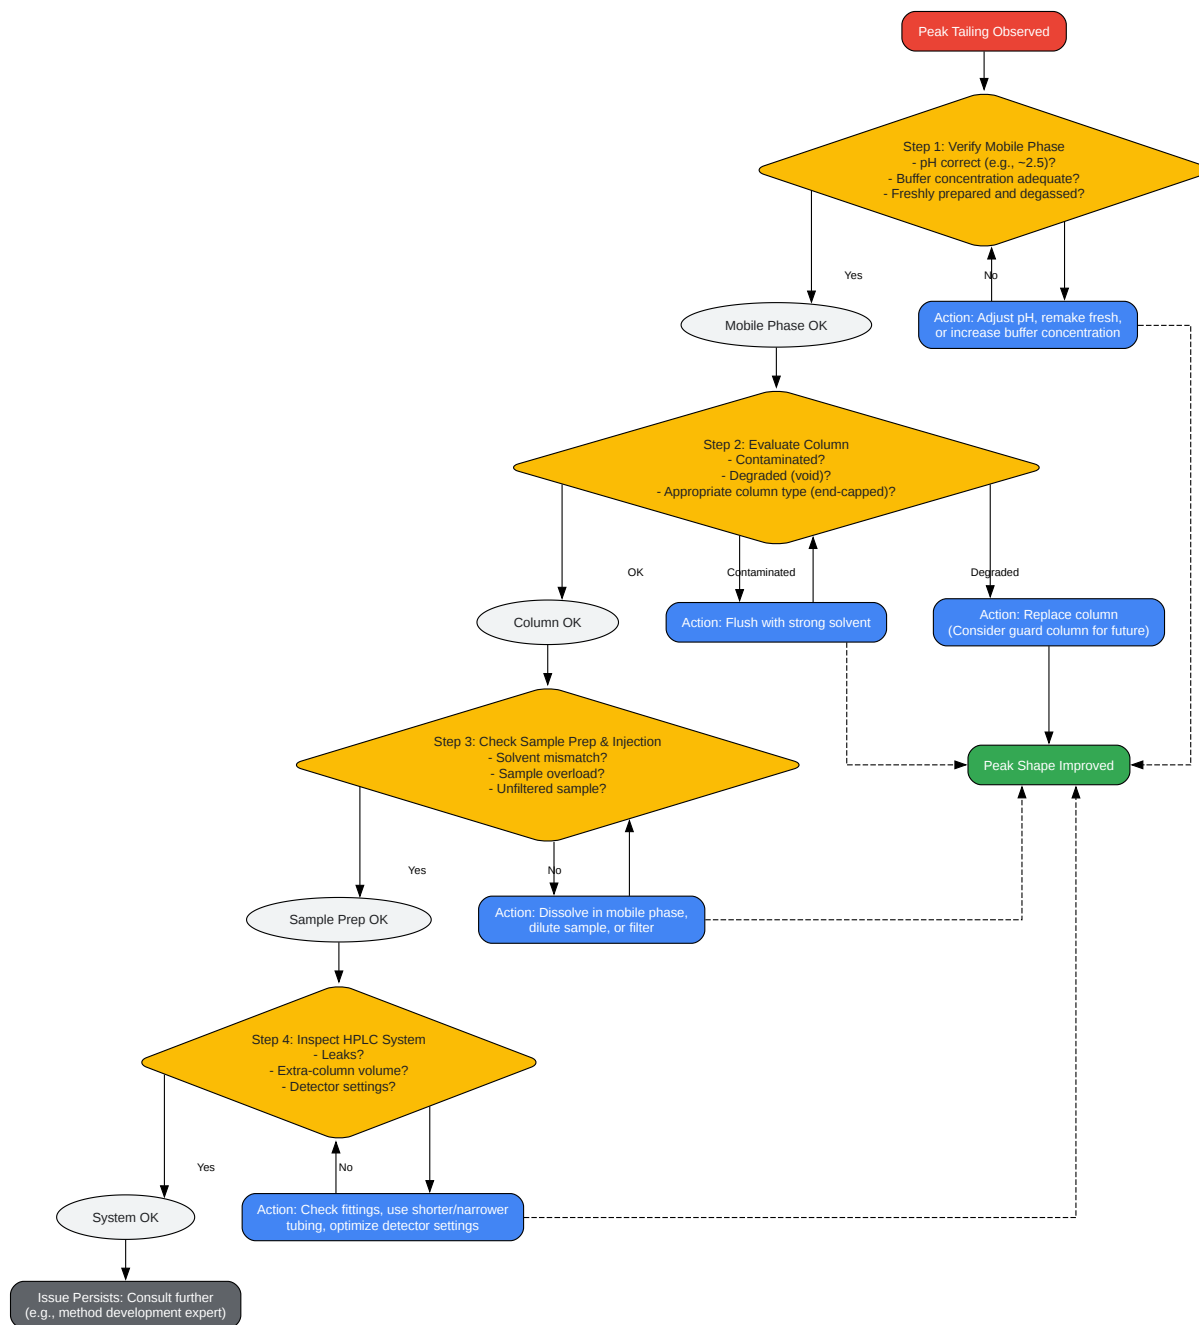 Peak Tailing Observed
Step 1: Verify Mobile Phase
- pH correct (e.g., ~2.5)?
- Buffer concentration adequate?
- Freshly prepared and degassed?
Yes
No
Mobile Phase OK
Action: Adjust pH, remake fresh,
or increase buffer concentration
Step 2: Evaluate Column
- Contaminated?
- Degraded (void)?
- Appropriate column type (end-capped)?
OK
Contaminated
Degraded
Column OK
Action: Flush with strong solvent
Action: Replace column
(Consider guard column for future)
Step 3: Check Sample Prep & Injection
- Solvent mismatch?
- Sample overload?
- Unfiltered sample?
Peak Shape Improved
Yes
No
Sample Prep OK
Action: Dissolve in mobile phase,
dilute sample, or filter
Step 4: Inspect HPLC System
- Leaks?
- Extra-column volume?
- Detector settings?
Yes
No
System OK
Action: Check fittings, use shorter/narrower
tubing, optimize detector settings
Issue Persists: Consult further
(e.g., method development expert)